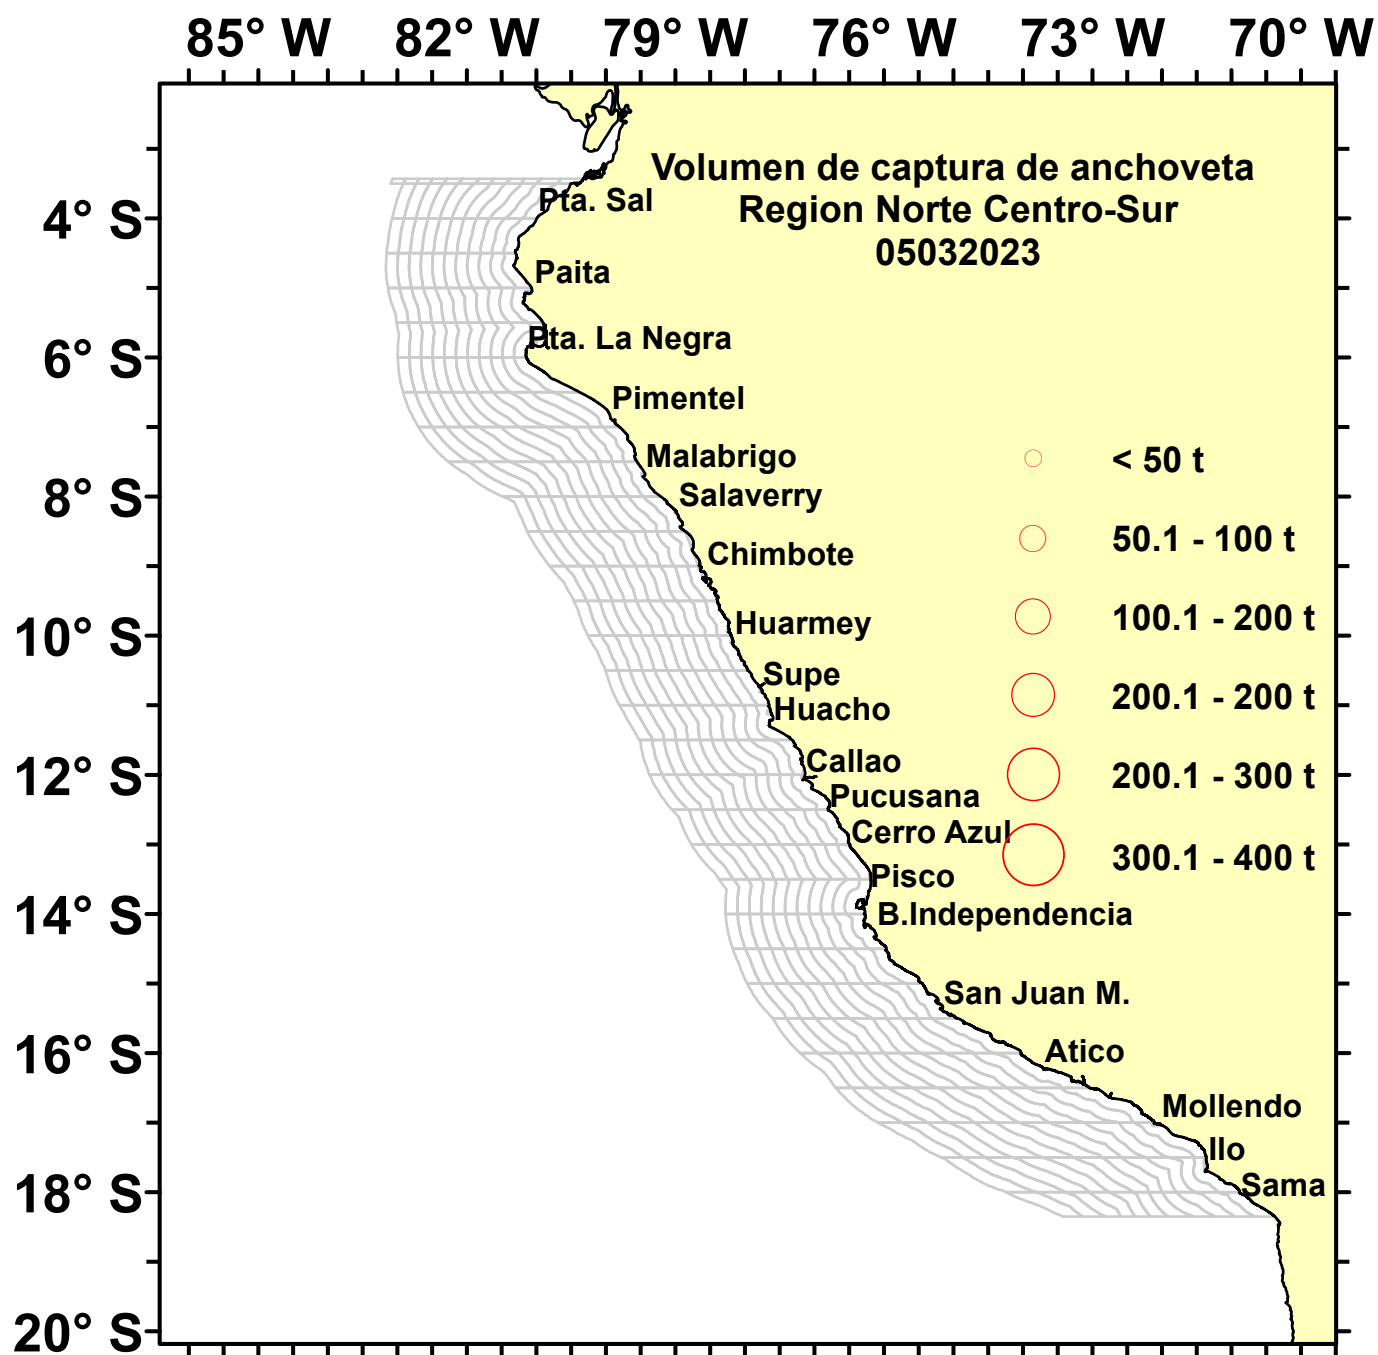 85° W 82° W 79° W 76° W 73° W 70° W
Volumen de captura de anchoveta
Region Norte Centro-Sur
05032023
4° S
6° S
8° S
10° S
12° S
14° S
16° S
18° S
20° S
Pta. Sal
Paita
Pta. La Negra
Pimentel
Malabrigo
Salaverry
Chimbote
Huarmey
Supe
Huacho
Callao
Pucusana
Cerro Azul
Pisco
B.Independencia
San Juan M.
Atico
Mollendo
Ilo
Sama
< 50 t
50.1 - 100 t
100.1 - 200 t
200.1 - 200 t
200.1 - 300 t
300.1 - 400 t